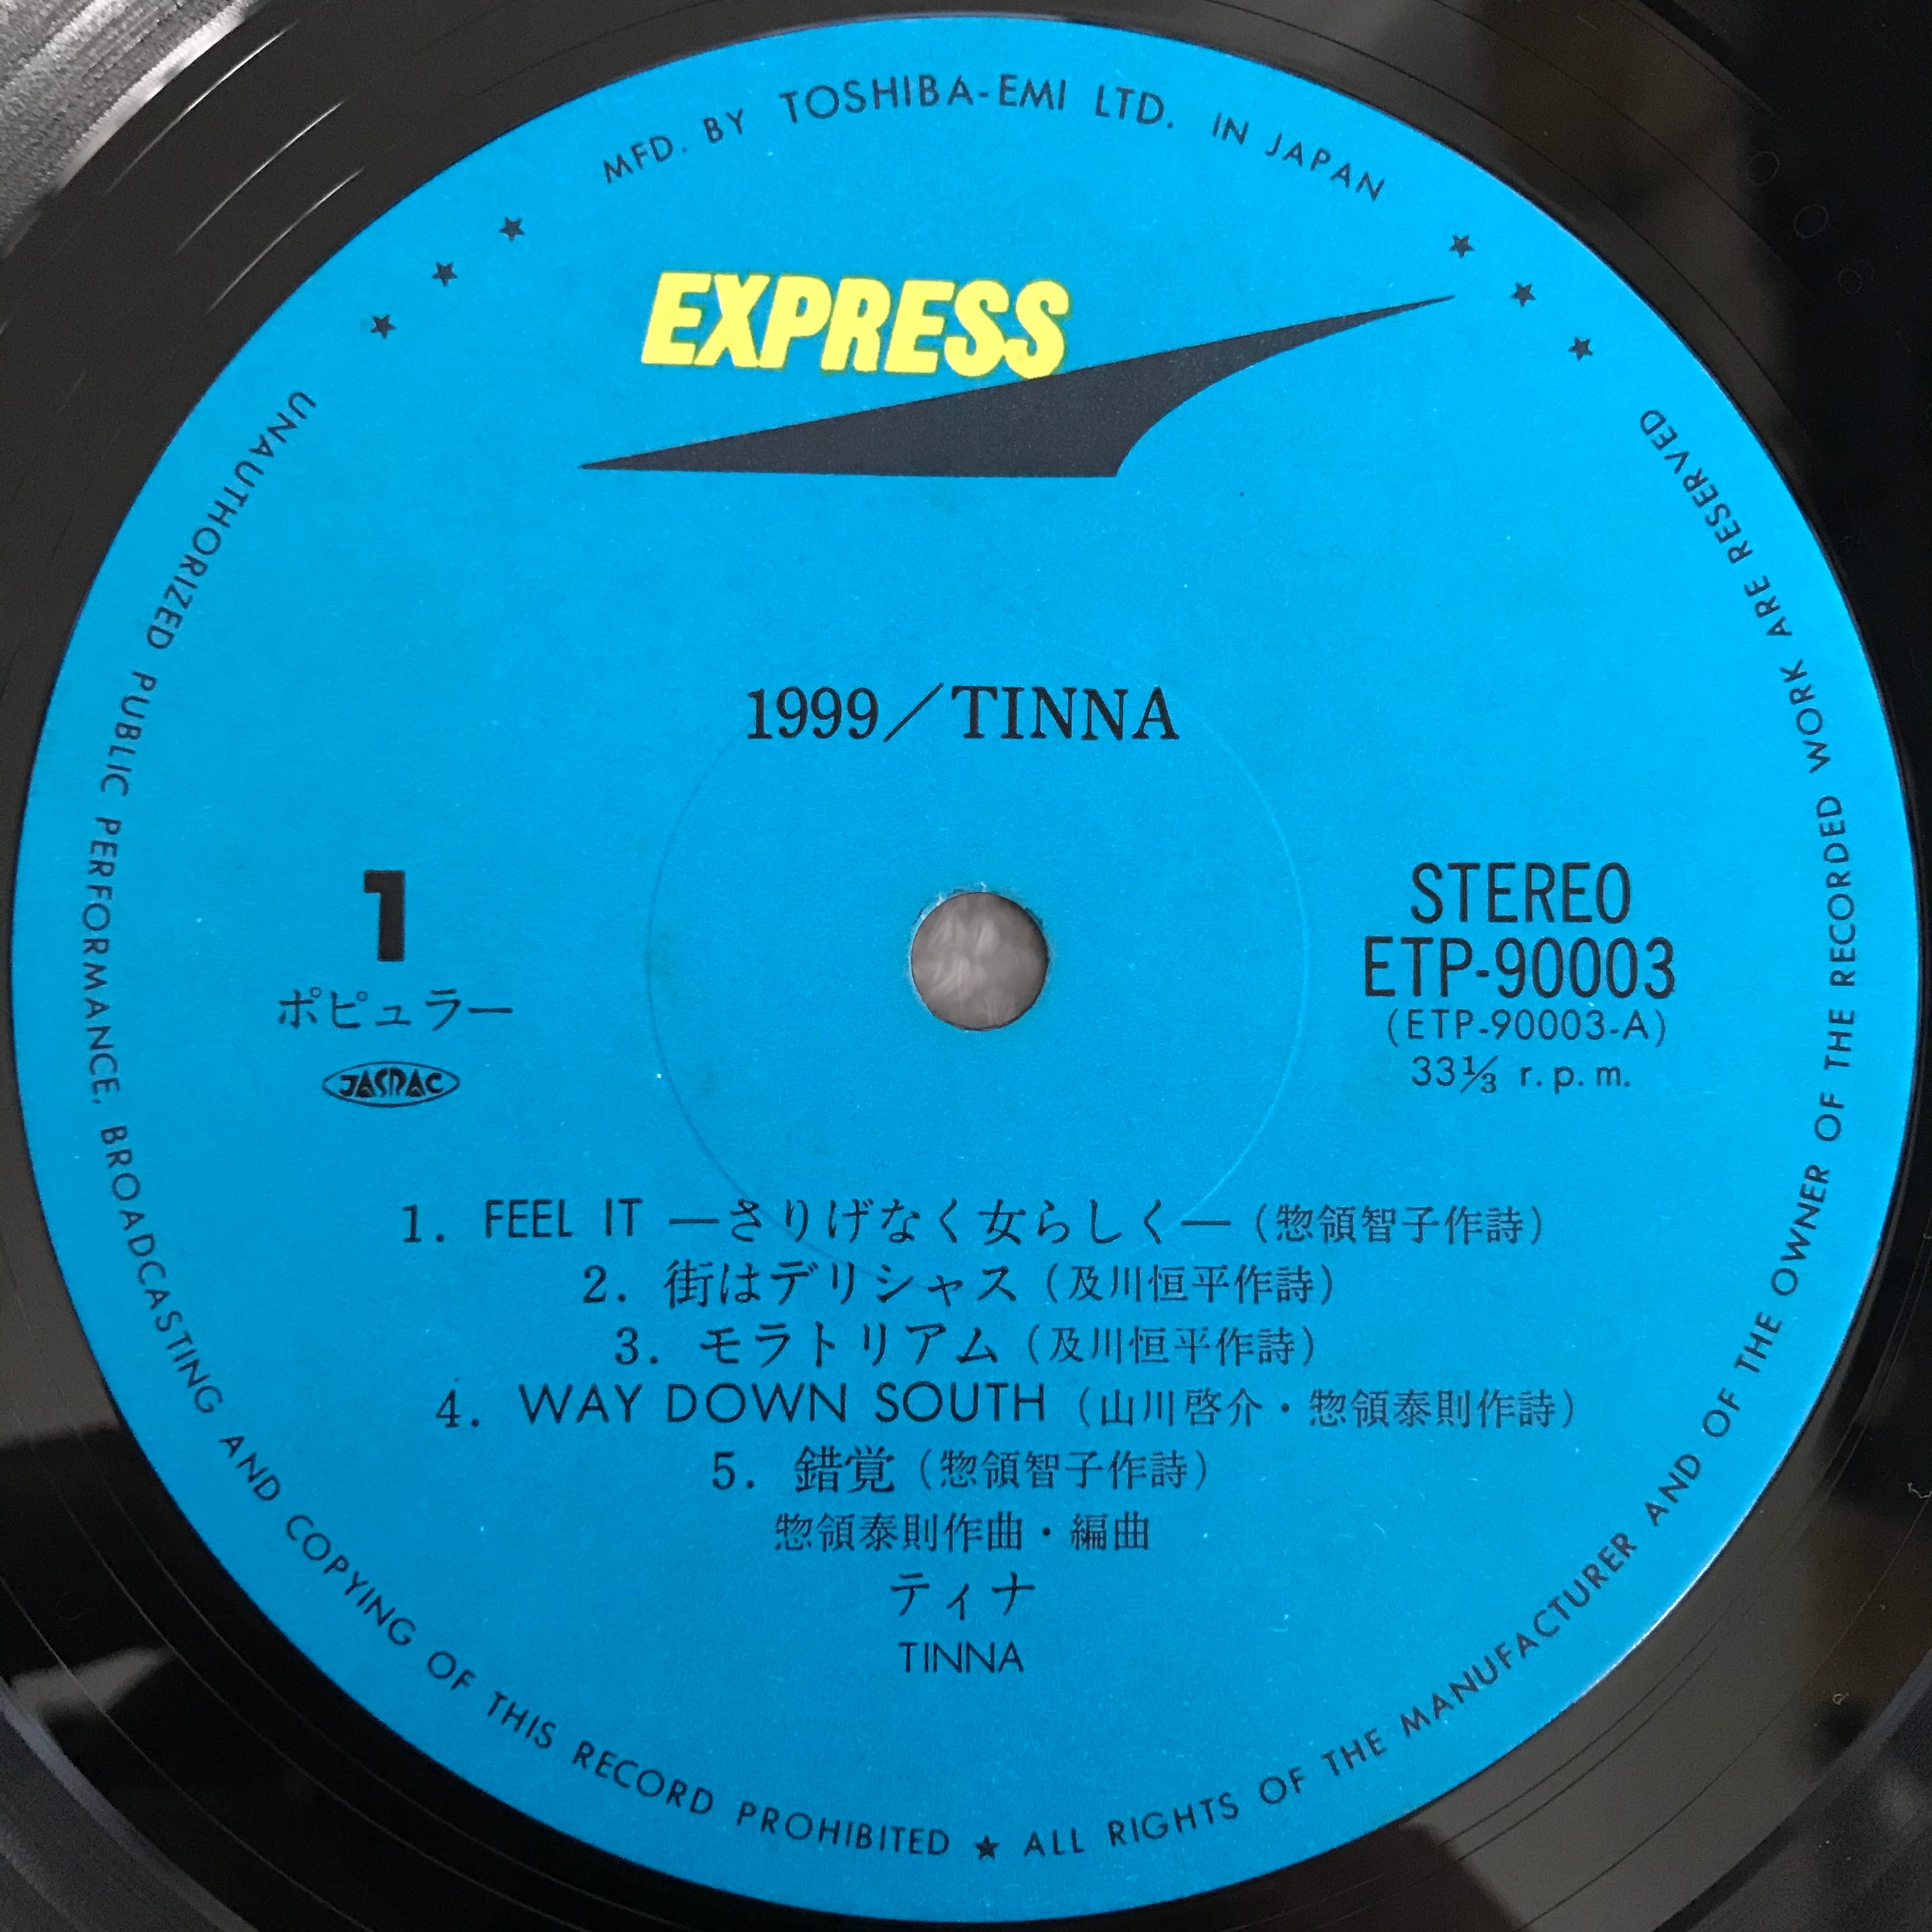 MFD. BY TOSHIBA-EMI LTD. IN JAPAN
EXPRESS
1999/TINNA
1
ポピュラー
JASRAC
STEREO
ETP-90003
(ETP-90003-A)
33⅓ r.p.m.
1. FEEL IT —さりげなく女らしく—(惣領智子作詩)
2. 街はデリシャス(及川恒平作詩)
3. モラトリアム(及川恒平作詩)
4. WAY DOWN SOUTH(山川啓介・惣領泰則作詩)
5. 錯覚(惣領智子作詩)
惣領泰則作曲・編曲
ティナ
TINNA
UNAUTHORIZED PUBLIC PERFORMANCE, BROADCASTING AND COPYING OF THIS RECORD PROHIBITED ★ ALL RIGHTS OF THE MANUFACTURER AND OF THE OWNER OF THE RECORDED WORK ARE RESERVED